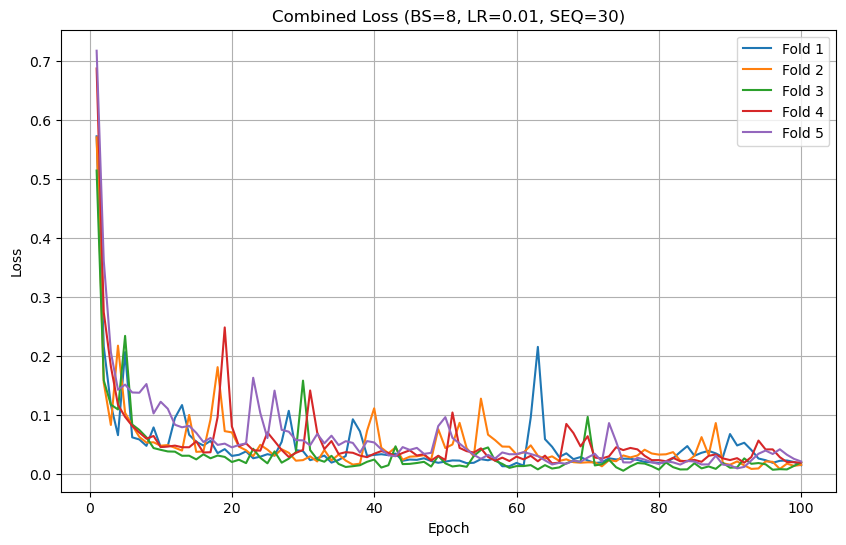 Combined Loss (BS=8, LR=0.01, SEQ=30)
Loss
0.7
0.6
0.5
0.4
0.3
0.2
0.1
0.0
Fold 1
Fold 2
Fold 3
Fold 4
Fold 5
0 20 40 60 80 100
Epoch